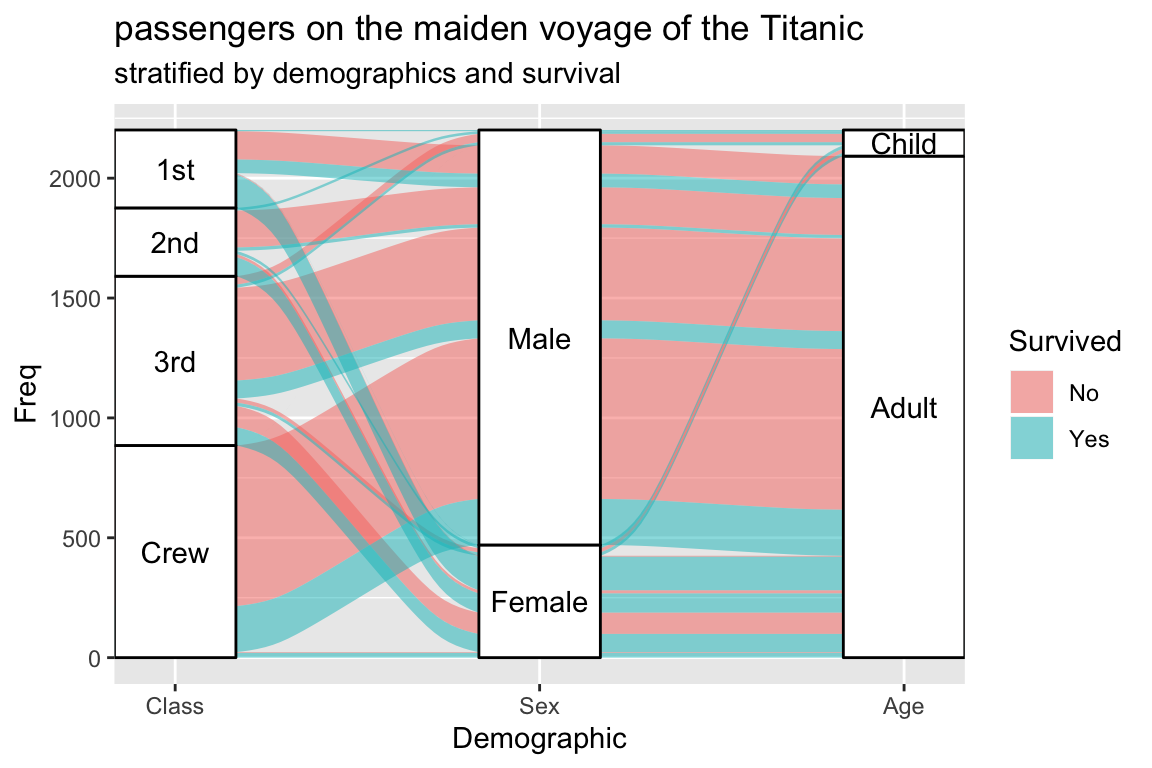 passengers on the maiden voyage of the Titanic
stratified by demographics and survival
Freq
2000
1500
1000
500
0
1st
2nd
3rd
Crew
Male
Female
Child
Adult
Class
Sex
Age
Demographic
Survived
No
Yes